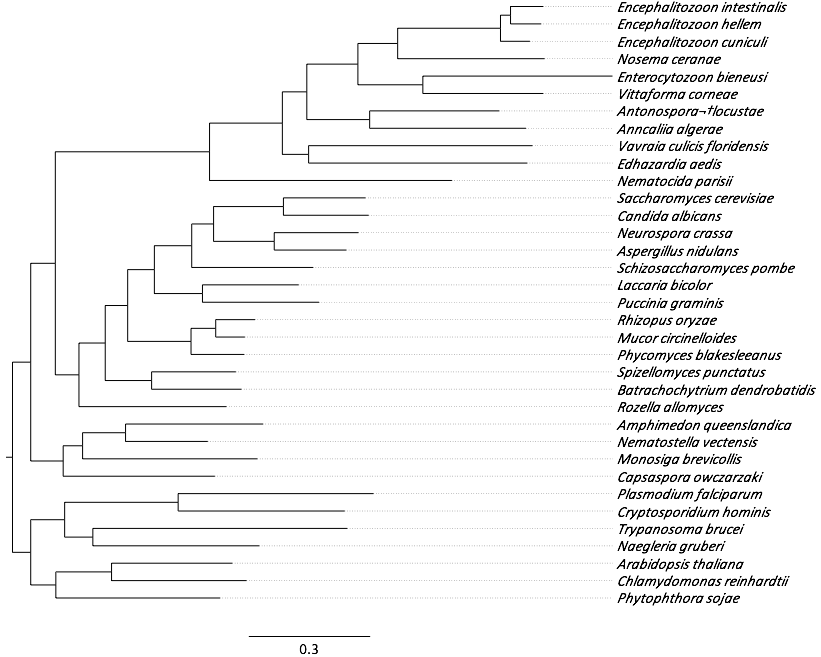 Encephalitozoon intestinalis
Encephalitozoon hellem
Encephalitozoon cuniculi
Nosema ceranae
Enterocytozoon bieneusi
Vittaforma corneae
Antonospora¬†locustae
Anncaliia algerae
Vavraia culicis floridensis
Edhazardia aedis
Nematocida parisii
Saccharomyces cerevisiae
Candida albicans
Neurospora crassa
Aspergillus nidulans
Schizosaccharomyces pombe
Laccaria bicolor
Puccinia graminis
Rhizopus oryzae
Mucor circinelloides
Phycomyces blakesleeanus
Spizellomyces punctatus
Batrachochytrium dendrobatidis
Rozella allomyces
Amphimedon queenslandica
Nematostella vectensis
Monosiga brevicollis
Capsaspora owczarzaki
Plasmodium falciparum
Cryptosporidium hominis
Trypanosoma brucei
Naegleria gruberi
Arabidopsis thaliana
Chlamydomonas reinhardtii
Phytophthora sojae
0.3